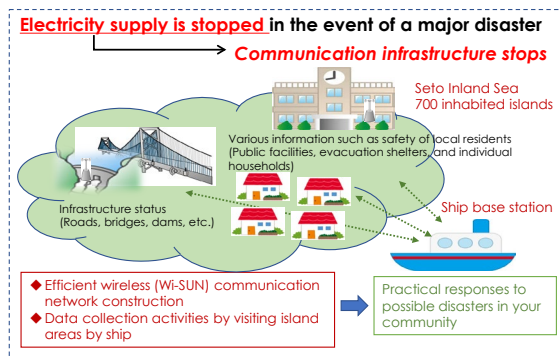 Electricity supply is stopped in the event of a major disaster
Communication infrastructure stops
Seto Inland Sea
700 inhabited islands
Various information such as safety of local residents
(Public facilities, evacuation shelters, and individual
households)
Infrastructure status
(Roads, bridges, dams, etc.)
Ship base station
◆ Efficient wireless (Wi-SUN) communication
network construction
◆ Data collection activities by visiting island
areas by ship
Practical responses to
possible disasters in your
community